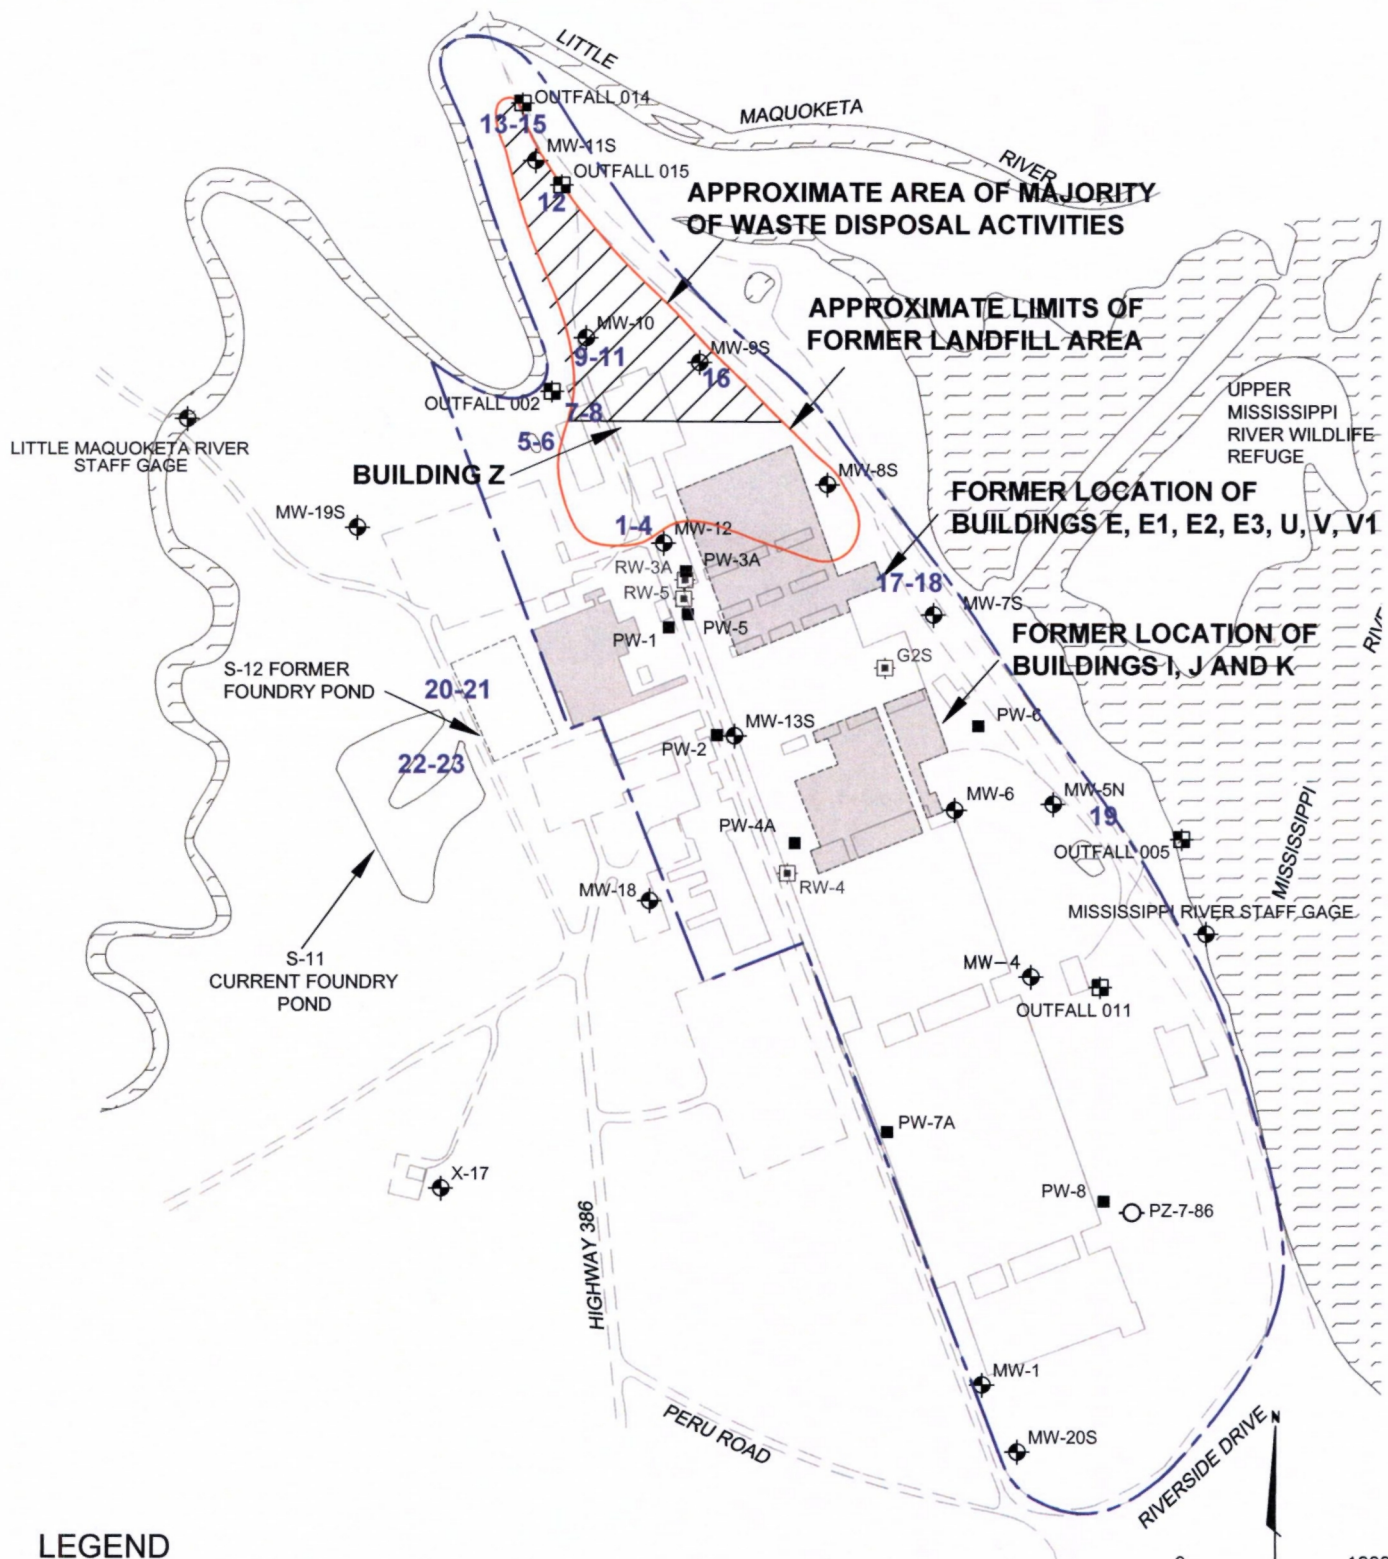 LITTLE
MAQUOKETA
RIVER
OUTFALL 014
13-15
MW-11S
OUTFALL 015
12
APPROXIMATE AREA OF MAJORITY
OF WASTE DISPOSAL ACTIVITIES
APPROXIMATE LIMITS OF
FORMER LANDFILL AREA
MW-10
9-11
MW-9S
16
OUTFALL 002
7-8
5-6
UPPER
MISSISSIPPI
RIVER WILDLIFE
REFUGE
LITTLE MAQUOKETA RIVER
STAFF GAGE
BUILDING Z
MW-8S
FORMER LOCATION OF
BUILDINGS E, E1, E2, E3, U, V, V1
MW-19S
1-4
MW-12
RW-3A
PW-3A
RW-5
17-18
MW-7S
PW-1
PW-5
FORMER LOCATION OF
BUILDINGS I, J AND K
G2S
S-12 FORMER
FOUNDRY POND
20-21
PW-6
PW-2
MW-13S
22-23
MW-6
MW-5N
19
PW-4A
OUTFALL 005
RW-4
MW-18
MISSISSIPPI
MISSISSIPPI RIVER STAFF GAGE
S-11
CURRENT FOUNDRY
POND
MW-4
OUTFALL 011
PW-7A
X-17
PW-8
PZ-7-86
HIGHWAY 386
MW-1
PERU ROAD
MW-20S
RIVERSIDE DRIVE
N
LEGEND